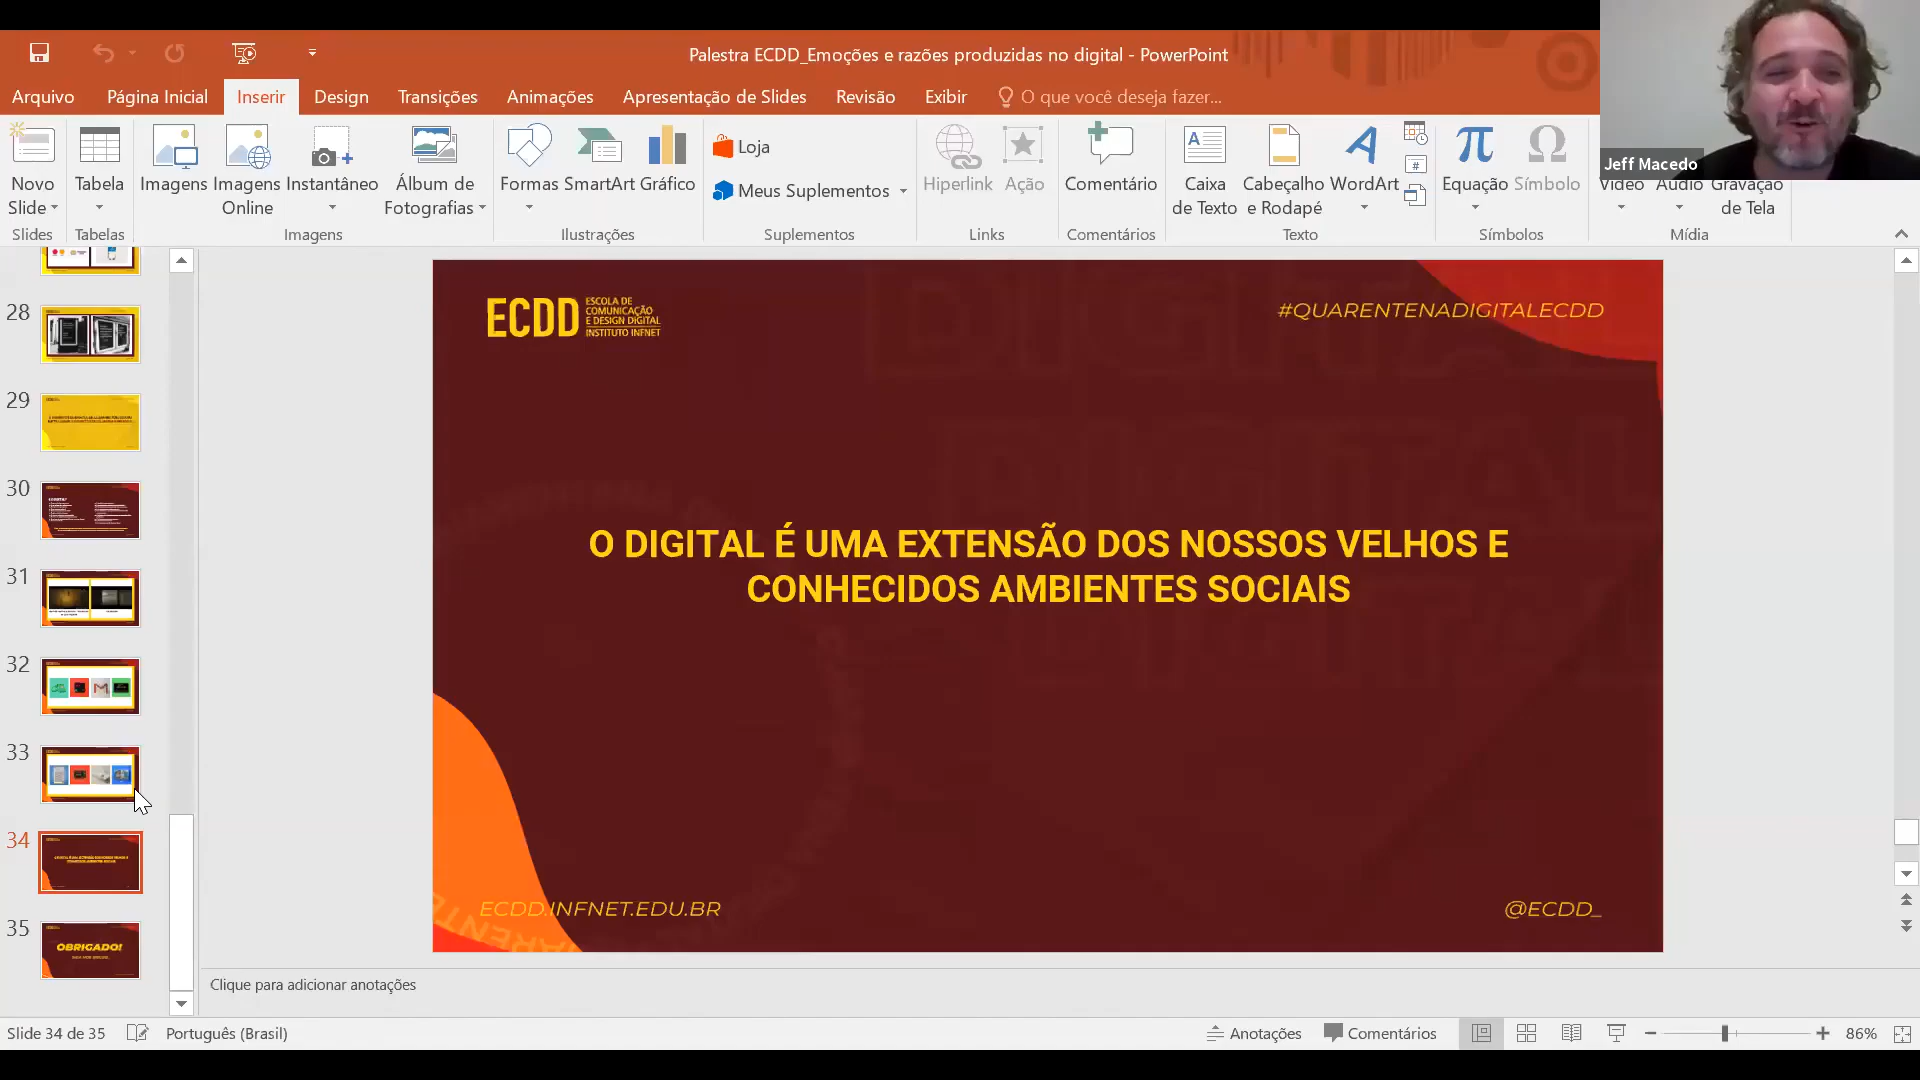 Palestra ECDD_Emoções e razões produzidas no digital - PowerPoint
Arquivo
Página Inicial
Inserir
Design
Transições
Animações
Apresentação de Slides
Revisão
Exibir
O que você deseja fazer...
Jeff Macedo
Novo
Slide
Tabela
Imagens
Imagens
Online
Instantâneo
Álbum de
Fotografias
Formas
SmartArt
Gráfico
Loja
Meus Suplementos
Hiperlink
Ação
Comentário
Caixa
de Texto
Cabeçalho
e Rodapé
WordArt
Equação
Símbolo
Vídeo
Áudio
Gravação
de Tela
Slides
Tabelas
Imagens
Ilustrações
Suplementos
Links
Comentários
Texto
Símbolos
Mídia
28
29
30
31
32
33
34
35
OBRIGADO!
ECDD
ESCOLA DE
COMUNICAÇÃO
E DESIGN DIGITAL
INSTITUTO INFNET
#QUARENTENADIGITALECDD
O DIGITAL É UMA EXTENSÃO DOS NOSSOS VELHOS E
CONHECIDOS AMBIENTES SOCIAIS
ECDD.INFNET.EDU.BR
@ECDD_
Clique para adicionar anotações
Slide 34 de 35
Português (Brasil)
Anotações
Comentários
86%